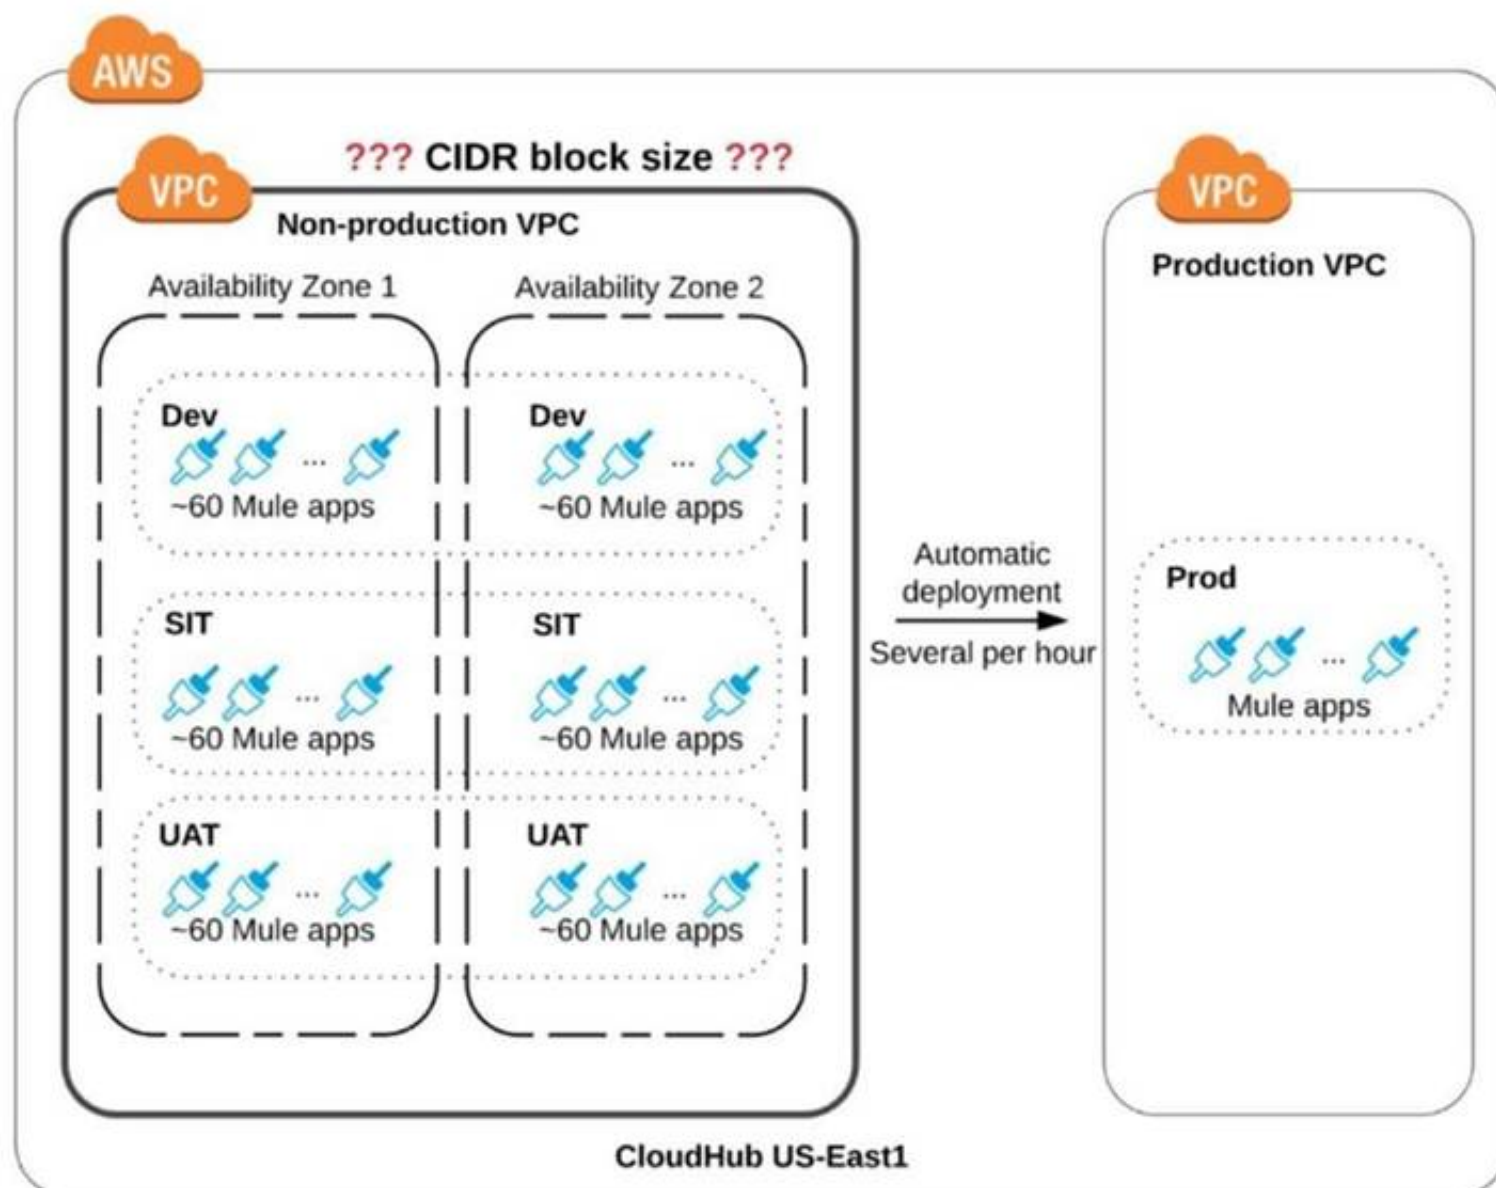 AWS
??? CIDR block size ???
VPC
Non-production VPC
Availability Zone 1
Availability Zone 2
Dev
...
~60 Mule apps
Dev
...
~60 Mule apps
SIT
...
~60 Mule apps
SIT
...
~60 Mule apps
UAT
...
~60 Mule apps
UAT
...
~60 Mule apps
Automatic
deployment
Several per hour
VPC
Production VPC
Prod
...
Mule apps
CloudHub US-East1